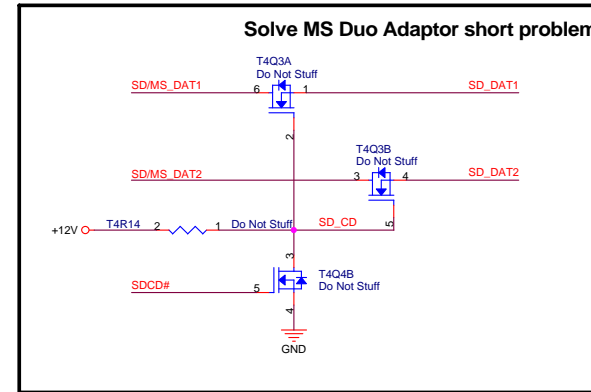 Solve MS Duo Adaptor short problem
T4Q3A
Do Not Stuff
SD/MS_DAT1
6
1
SD_DAT1
2
T4Q3B
Do Not Stuff
SD/MS_DAT2
3
4
SD_DAT2
5
+12V
T4R14
2
1
Do Not Stuff
SD_CD
3
T4Q4B
Do Not Stuff
SDCD#
5
4
GND